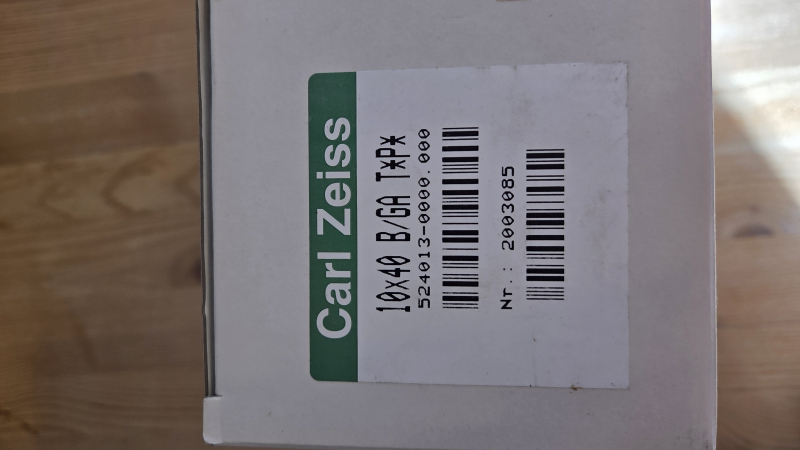 Carl Zeiss
10x40 B/GA T*P*
524013-0000.000
Nr.: 2003085